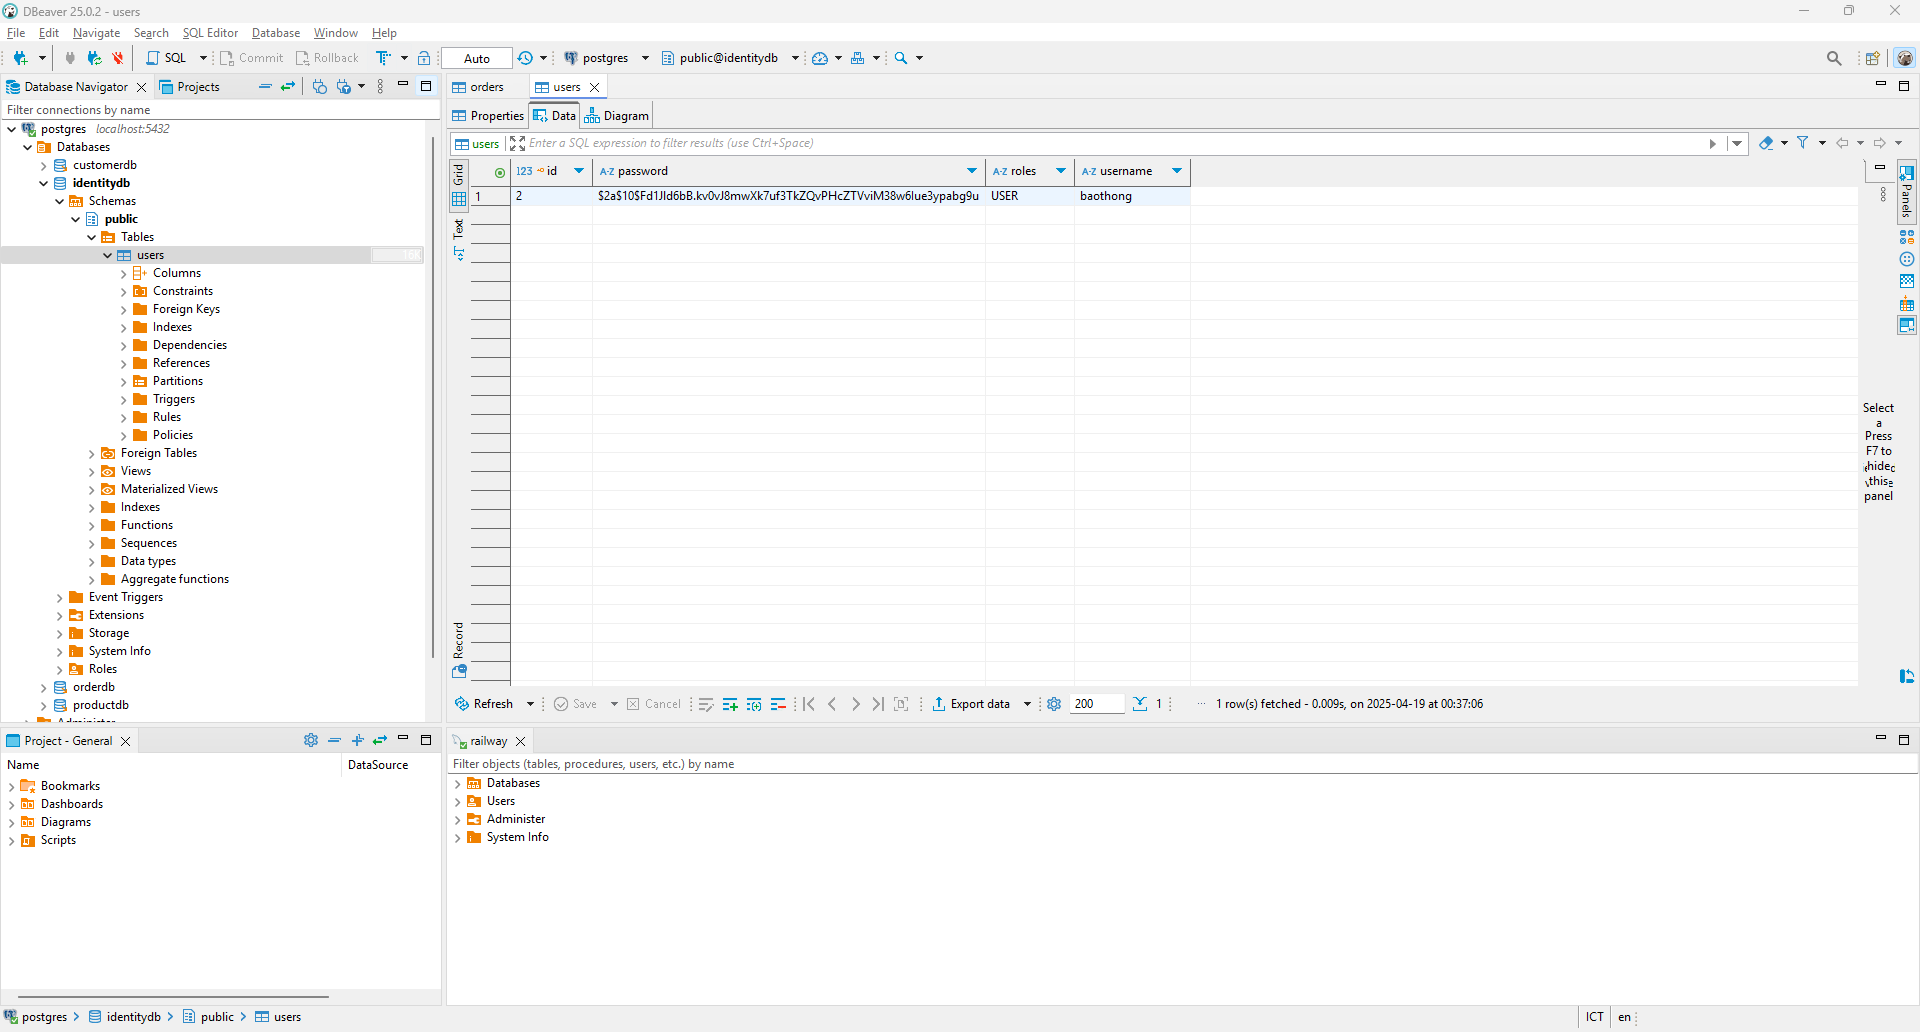 DBeaver 25.0.2 - users
File Edit Navigate Search SQL Editor Database Window Help
SQL Commit Rollback Auto postgres public@identitydb
Database Navigator Projects
Filter connections by name
postgres localhost:5432
Databases
customerdb
identitydb
Schemas
public
Tables
users 16K
Columns
Constraints
Foreign Keys
Indexes
Dependencies
References
Partitions
Triggers
Rules
Policies
Foreign Tables
Views
Materialized Views
Indexes
Functions
Sequences
Data types
Aggregate functions
Event Triggers
Extensions
Storage
System Info
Roles
orderdb
productdb
orders users
Properties Data Diagram
users Enter a SQL expression to filter results (use Ctrl+Space)
Grid
Text
Record
123 id A-Z password A-Z roles A-Z username
1 2 $2a$10$Fd1JId6bB.kv0vJ8mwXk7uf3TkZQvPHcZTVviM38w6lue3ypabg9u USER baothong
Panels
Select
a
Press
F7 to
hide
this
panel
Refresh Save Cancel Export data 200 1 ... 1 row(s) fetched - 0.009s, on 2025-04-19 at 00:37:06
Project - General
Name DataSource
Bookmarks
Dashboards
Diagrams
Scripts
railway
Filter objects (tables, procedures, users, etc.) by name
Databases
Users
Administer
System Info
postgres identitydb public users ICT en